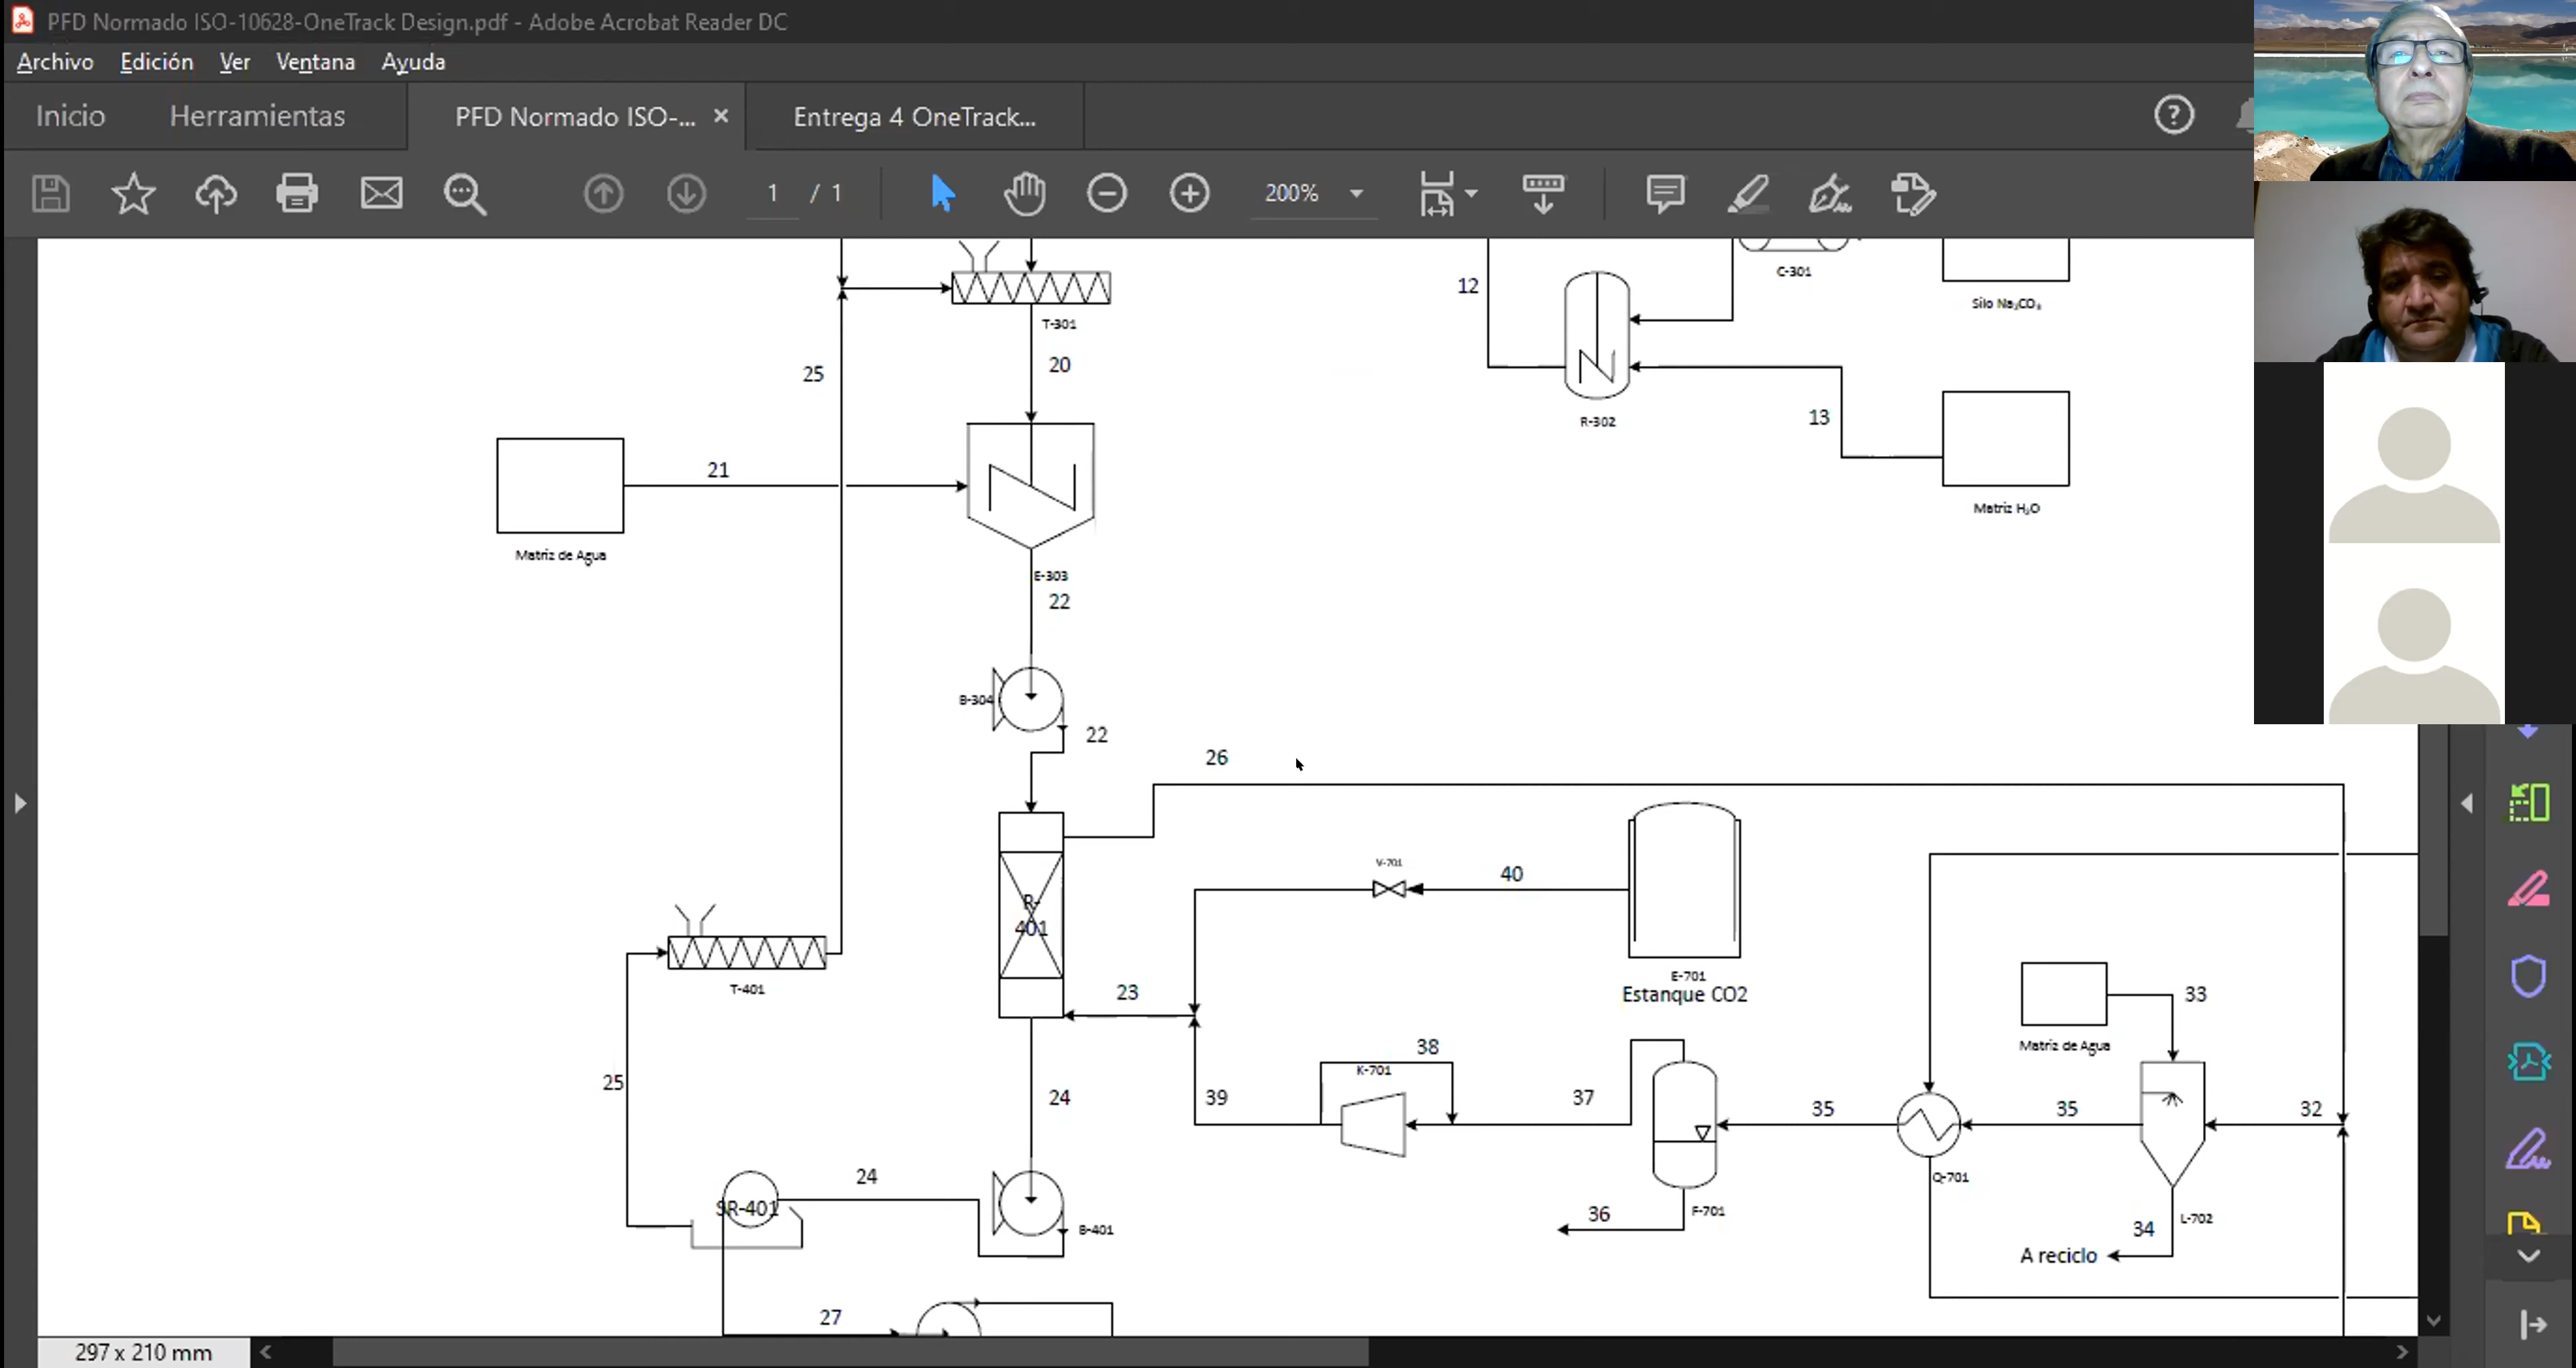 PFD Normado ISO-10628-OneTrack Design.pdf - Adobe Acrobat Reader DC
Archivo Edición Ver Ventana Ayuda
Inicio Herramientas PFD Normado ISO-... × Entrega 4 OneTrack...
1 / 1 200%
C-301
12
Silo Na₂CO₃
T-301
20
25
R-302
13
21
Matriz H₂O
Matriz de Agua
E-303
22
B-304
22
26
V-701
40
R-
401
E-701
Estanque CO2
T-401
23
33
Matriz de Agua
38
K-701
25
24
39
37
35
35
32
24
Q-701
SR-401
36
F-701
L-702
34
B-401
A reciclo
27
297 x 210 mm